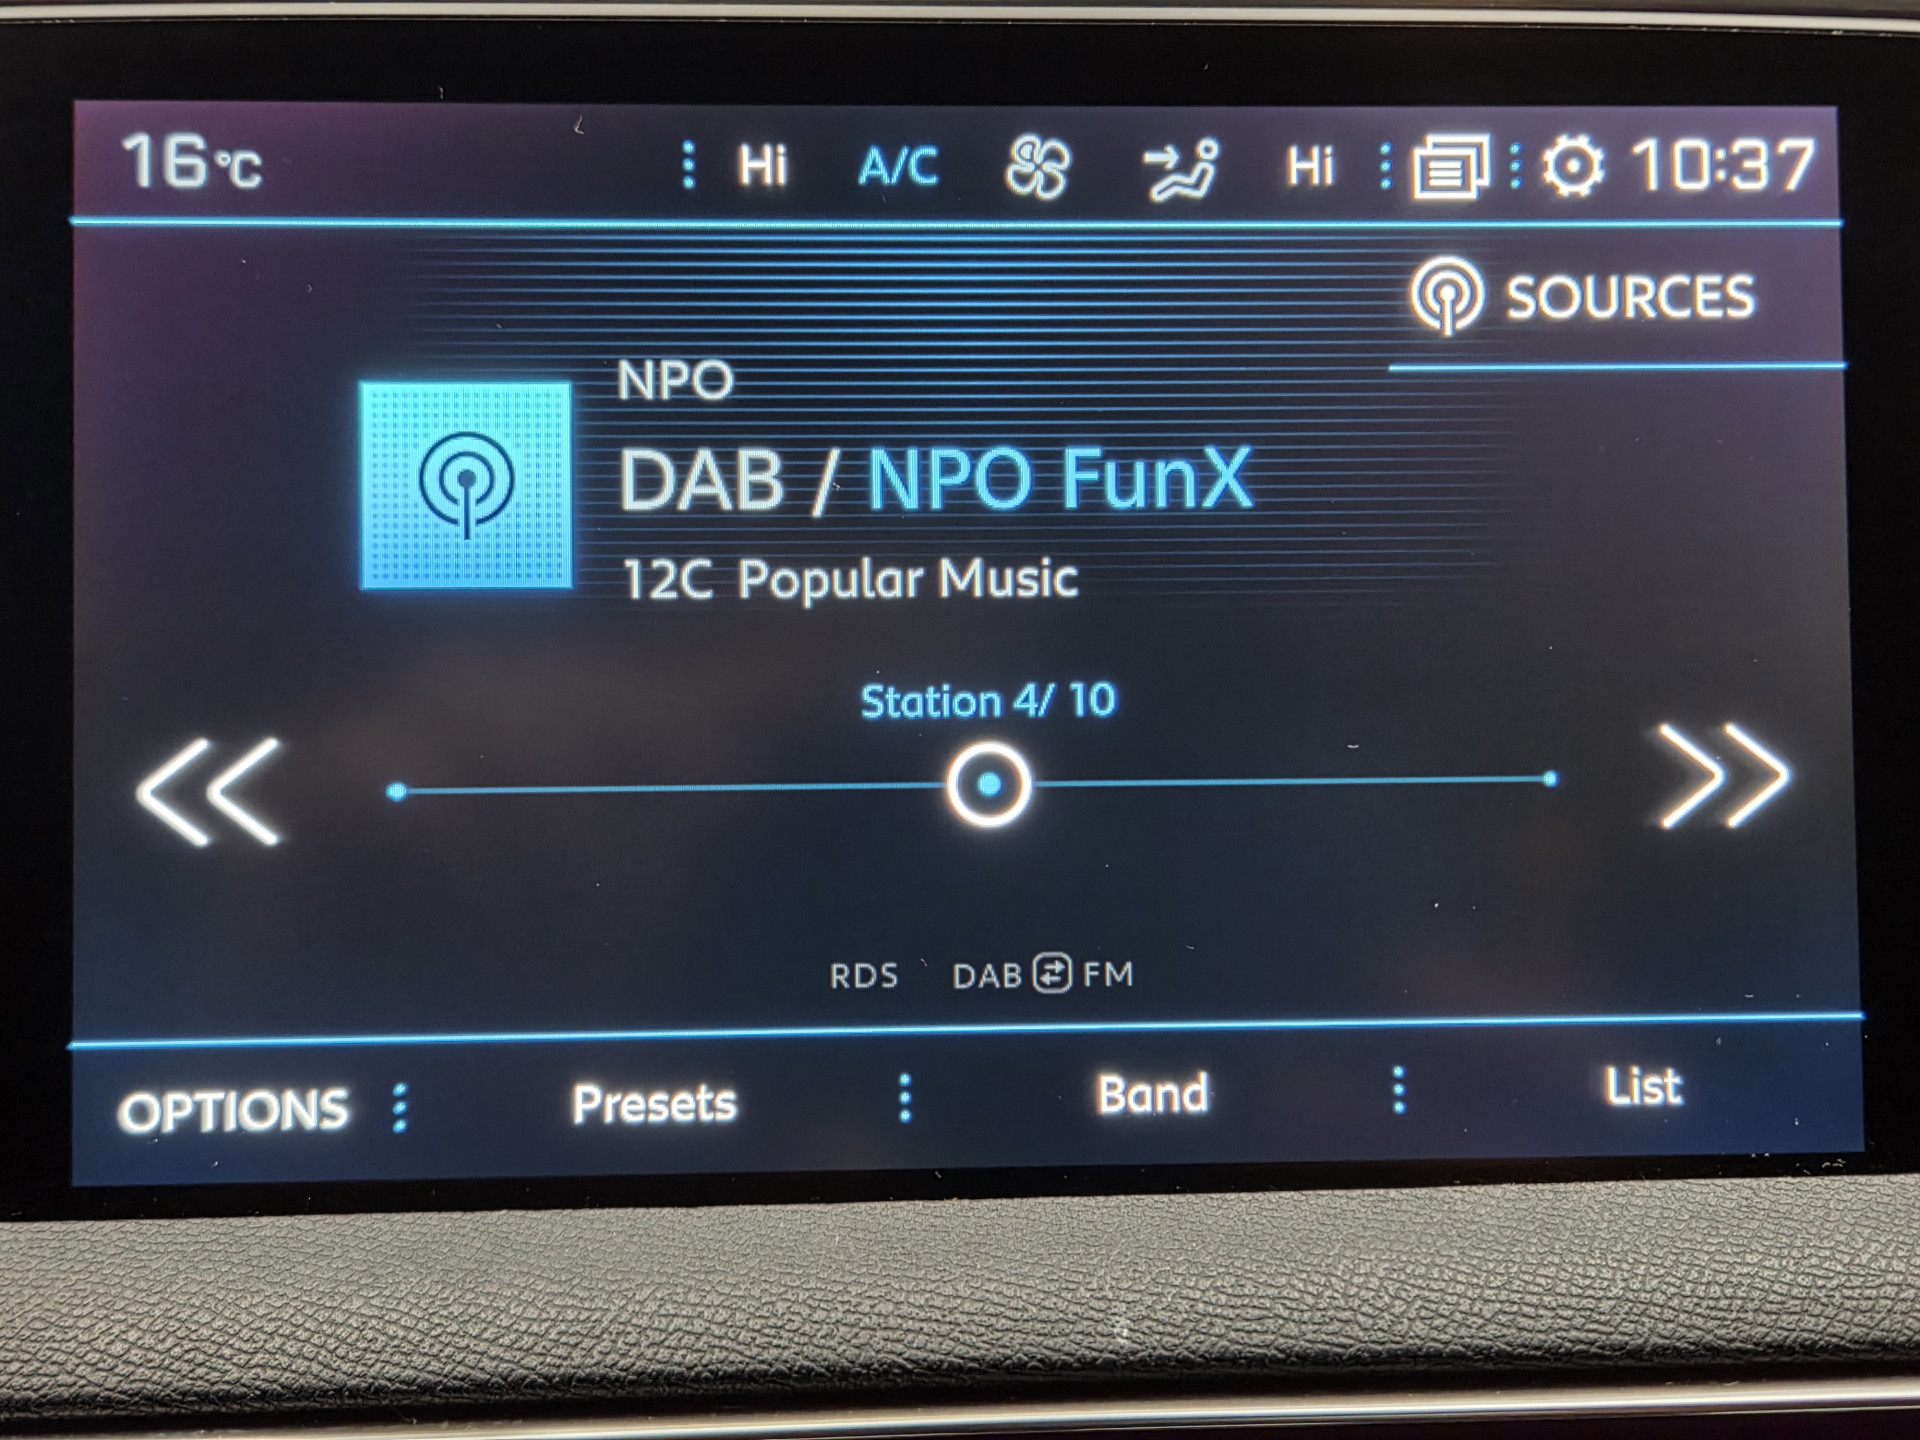 16°C Hi A/C Hi 10:37
SOURCES
NPO
DAB / NPO FunX
12C Popular Music
Station 4/ 10
RDS DAB FM
OPTIONS Presets Band List